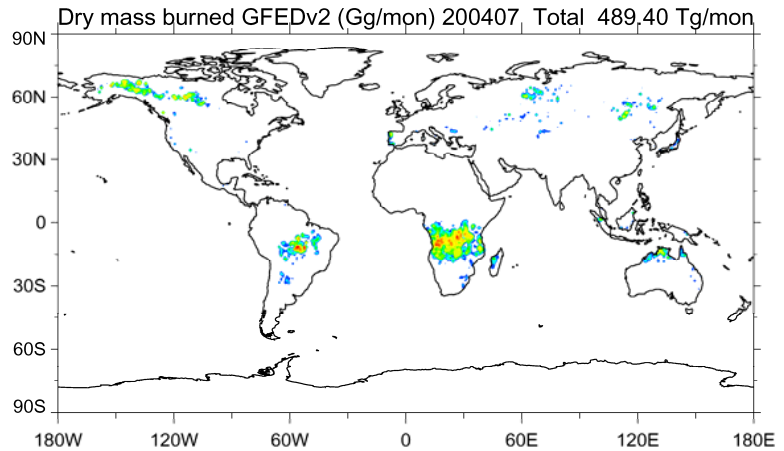 Dry mass burned GFEDv2 (Gg/mon) 200407 Total 489.40 Tg/mon
90N
60N
30N
0
30S
60S
90S
180W 120W 60W 0 60E 120E 180E